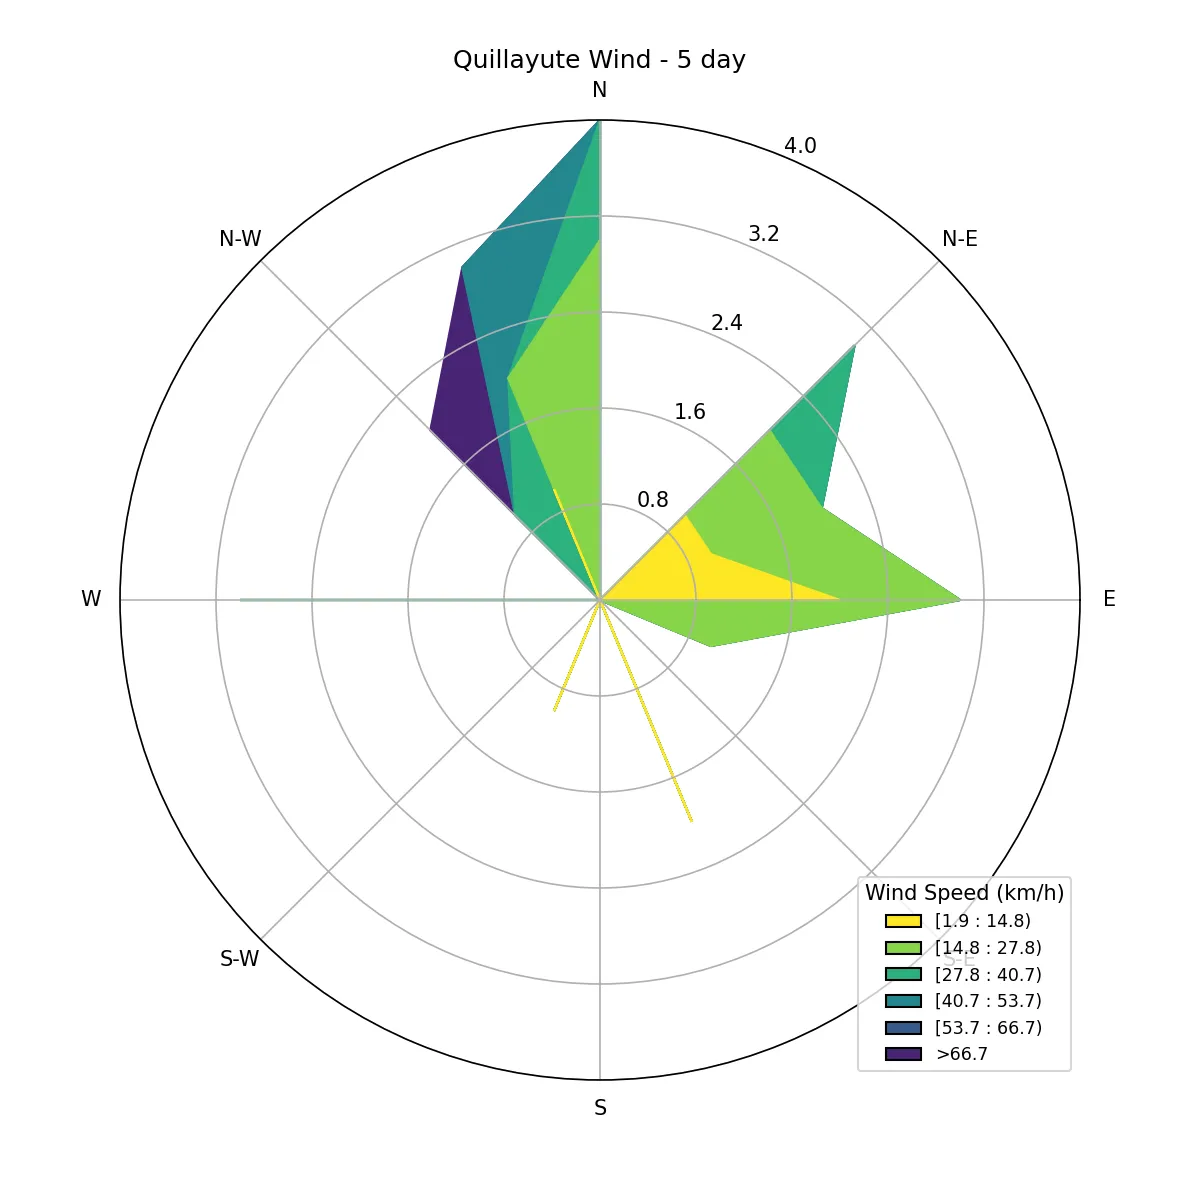 Quillayute Wind - 5 day
N
4.0
N-W
3.2
N-E
2.4
1.6
0.8
W
E
S-W
S-E
S
Wind Speed (km/h)
[1.9 : 14.8)
[14.8 : 27.8)
[27.8 : 40.7)
[40.7 : 53.7)
[53.7 : 66.7)
>66.7